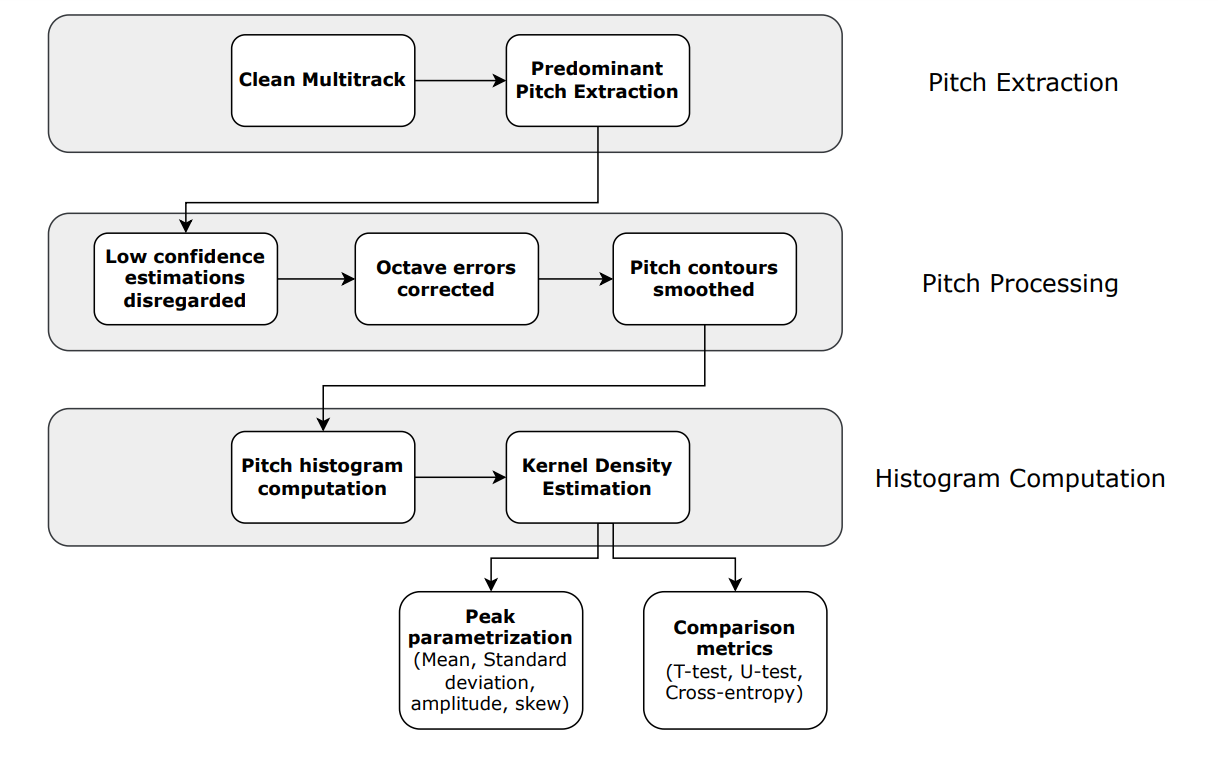 Clean Multitrack
Predominant
Pitch Extraction
Pitch Extraction
Low confidence
estimations
disregarded
Octave errors
corrected
Pitch contours
smoothed
Pitch Processing
Pitch histogram
computation
Kernel Density
Estimation
Histogram Computation
Peak
parametrization
(Mean, Standard
deviation,
amplitude, skew)
Comparison
metrics
(T-test, U-test,
Cross-entropy)